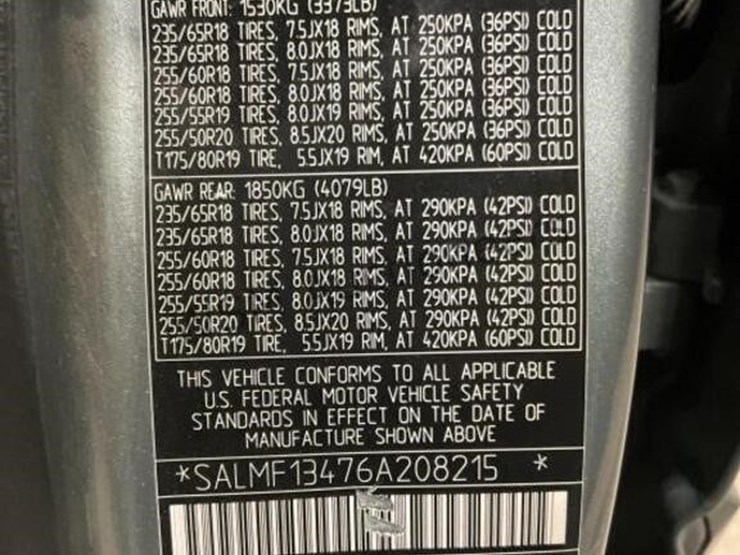 GAWR FRONT: 1530KG (3373LB)
235/65R18 TIRES, 7.5JX18 RIMS, AT 250KPA (36PSI) COLD
235/65R18 TIRES, 8.0JX18 RIMS, AT 250KPA (36PSI) COLD
255/60R18 TIRES, 7.5JX18 RIMS, AT 250KPA (36PSI) COLD
255/60R18 TIRES, 8.0JX18 RIMS, AT 250KPA (36PSI) COLD
255/55R19 TIRES, 8.0JX19 RIMS, AT 250KPA (36PSI) COLD
255/50R20 TIRES, 8.5JX20 RIMS, AT 250KPA (36PSI) COLD
T175/80R19 TIRE, 5.5JX19 RIM, AT 420KPA (60PSI) COLD
GAWR REAR: 1850KG (4079LB)
235/65R18 TIRES, 7.5JX18 RIMS, AT 290KPA (42PSI) COLD
235/65R18 TIRES, 8.0JX18 RIMS, AT 290KPA (42PSI) COLD
255/60R18 TIRES, 7.5JX18 RIMS, AT 290KPA (42PSI) COLD
255/60R18 TIRES, 8.0JX18 RIMS, AT 290KPA (42PSI) COLD
255/55R19 TIRES, 8.0JX19 RIMS, AT 290KPA (42PSI) COLD
255/50R20 TIRES, 8.5JX20 RIMS, AT 290KPA (42PSI) COLD
T175/80R19 TIRE, 5.5JX19 RIM, AT 420KPA (60PSI) COLD
THIS VEHICLE CONFORMS TO ALL APPLICABLE
U.S. FEDERAL MOTOR VEHICLE SAFETY
STANDARDS IN EFFECT ON THE DATE OF
MANUFACTURE SHOWN ABOVE
*SALMF13476A208215 *